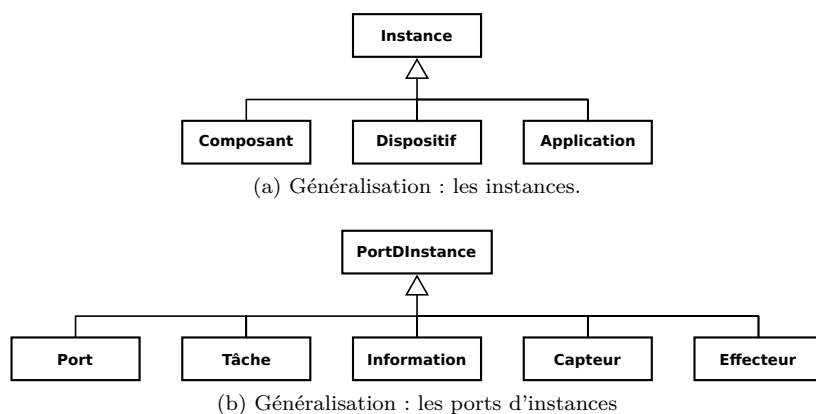 Instance
Composant Dispositif Application
(a) Généralisation : les instances.
PortDInstance
Port Tâche Information Capteur Effecteur
(b) Généralisation : les ports d'instances